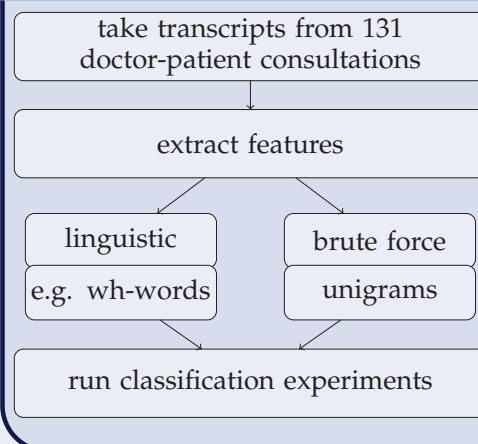 take transcripts from 131
doctor-patient consultations
extract features
linguistic
e.g. wh-words
brute force
unigrams
run classification experiments